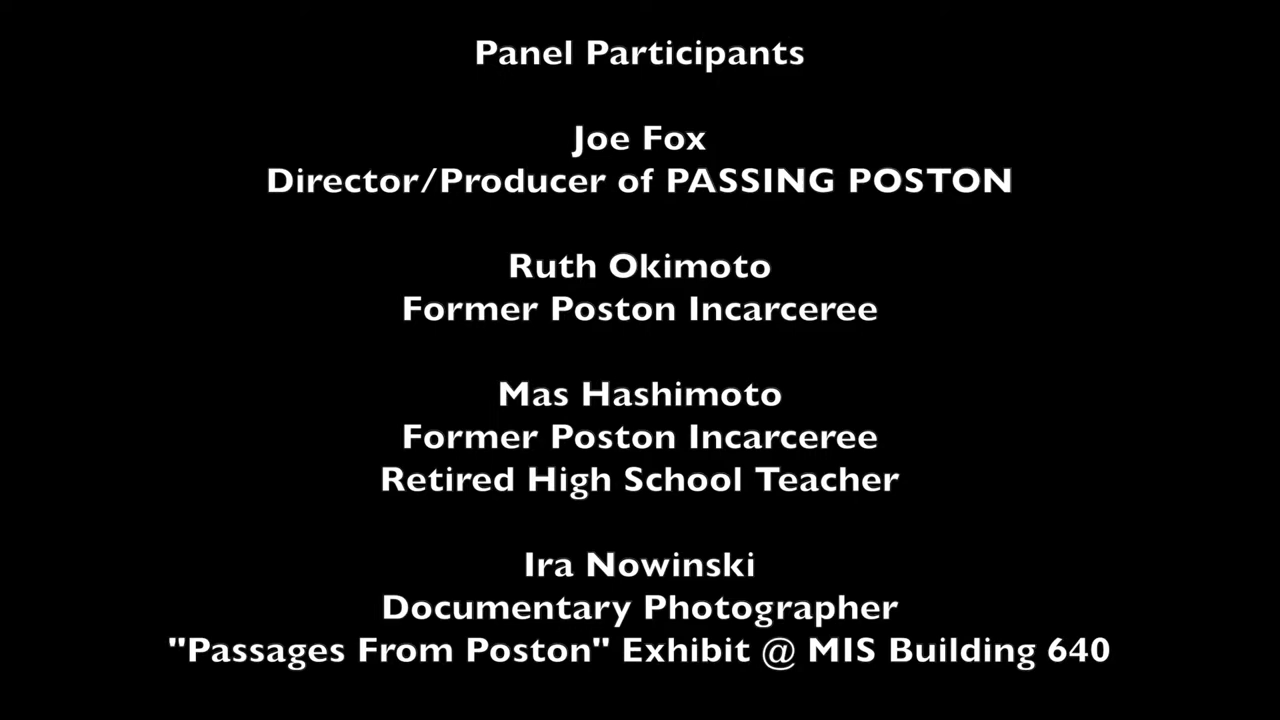 Panel Participants
Joe Fox
Director/Producer of PASSING POSTON
Ruth Okimoto
Former Poston Incarceree
Mas Hashimoto
Former Poston Incarceree
Retired High School Teacher
Ira Nowinski
Documentary Photographer
"Passages From Poston" Exhibit @ MIS Building 640